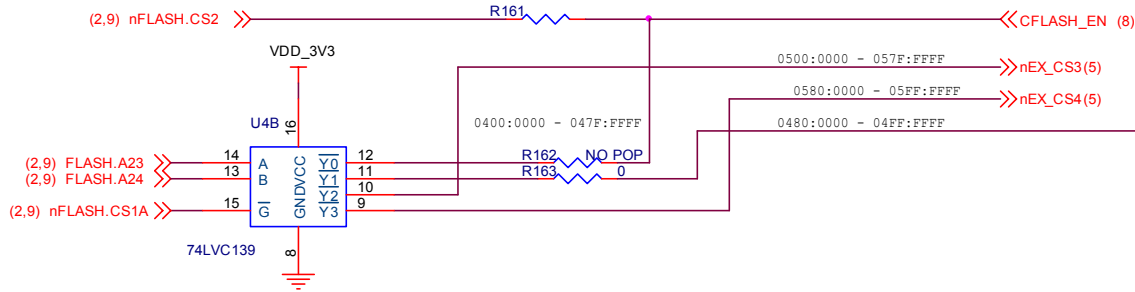 R161
(2,9) nFLASH.CS2
CFLASH_EN (8)
VDD_3V3
0500:0000 - 057F:FFFF
nEX_CS3(5)
0580:0000 - 05FF:FFFF
nEX_CS4(5)
U4B
16
0400:0000 - 047F:FFFF
0480:0000 - 04FF:FFFF
(2,9) FLASH.A23
14
A
VCC
Y0
12
R162
NO POP
(2,9) FLASH.A24
13
B
Y1
11
R163
0
GND
Y2
10
(2,9) nFLASH.CS1A
15
G
Y3
9
74LVC139
8